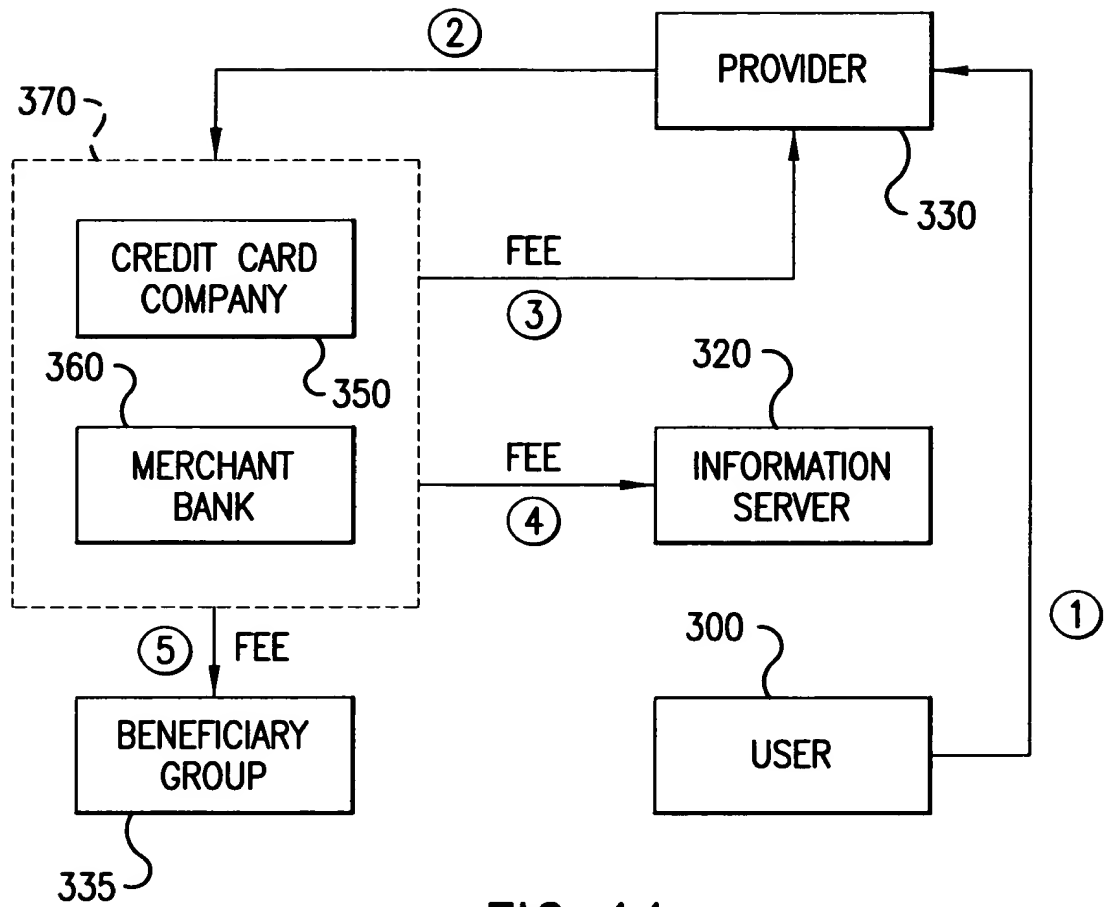 2
PROVIDER
370
330
CREDIT CARD
COMPANY
FEE
3
350
360
320
MERCHANT
BANK
FEE
4
INFORMATION
SERVER
1
5
FEE
300
BENEFICIARY
GROUP
USER
335